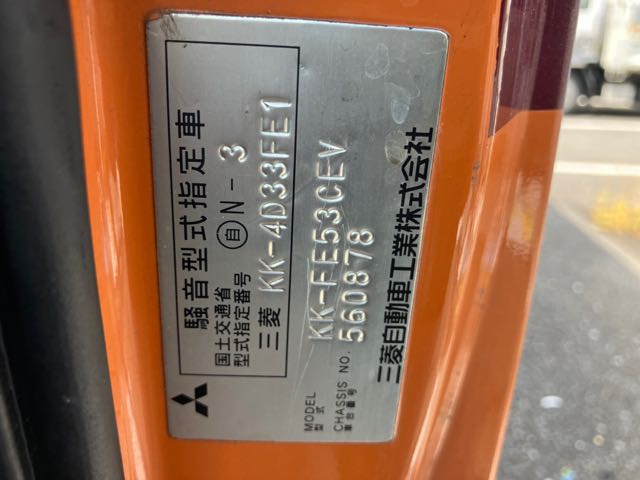 騒音型式指定車
国土交通省
型式指定番号 自N-3
三菱 KK-4D33FE1
MODEL
型式
KK-FE53CEV
CHASSIS NO.
車台番号
560878
三菱自動車工業株式会社